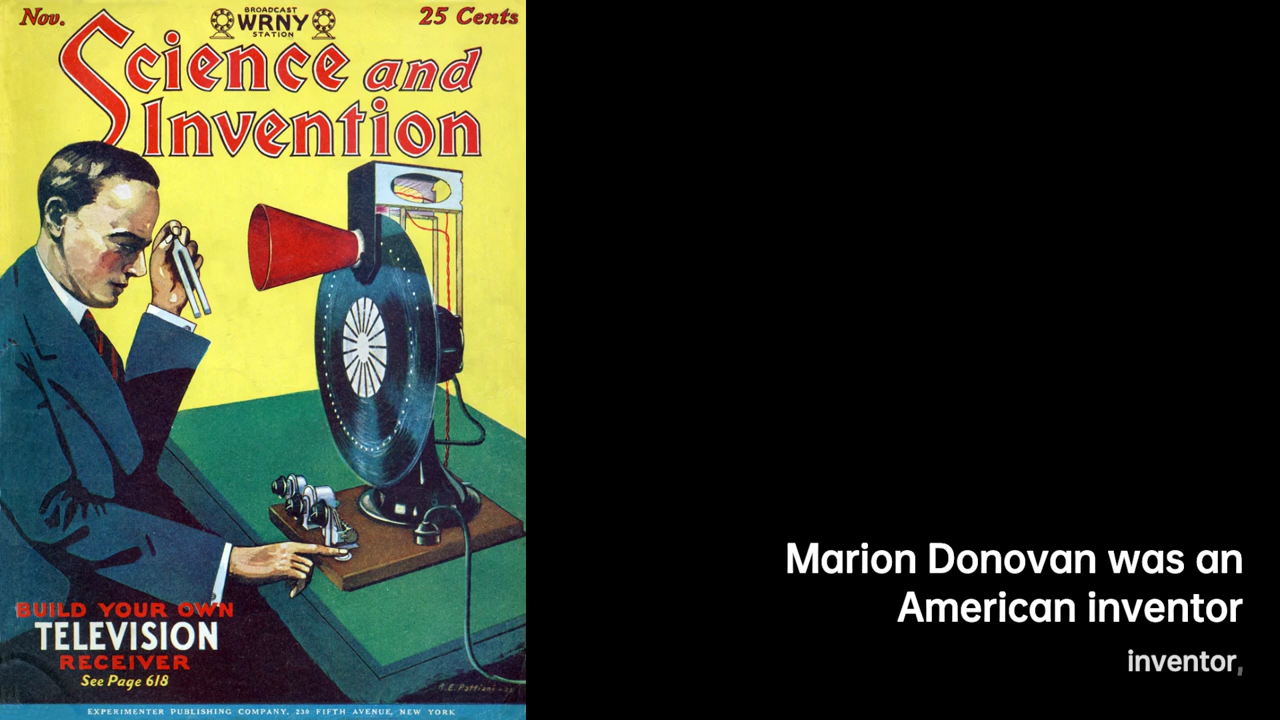 Nov.
BROADCAST
WRNY
STATION
25 Cents
Science and
Invention
BUILD YOUR OWN
TELEVISION
RECEIVER
See Page 618
EXPERIMENTER PUBLISHING COMPANY, 230 FIFTH AVENUE, NEW YORK
Marion Donovan was an
American inventor
inventor,